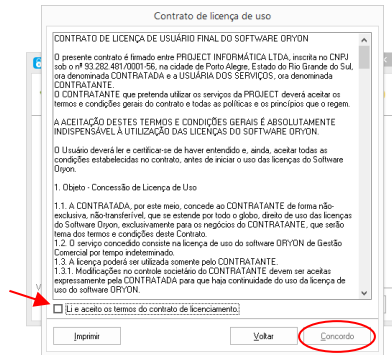 Contrato de licença de uso
CONTRATO DE LICENÇA DE USUÁRIO FINAL DO SOFTWARE ORYON
O presente contrato é firmado entre PROJECT INFORMÁTICA LTDA, inscrita no CNPJ
sob o nº 93.282.481/0001-56, na cidade de Porto Alegre, Estado do Rio Grande do Sul,
ora denominada CONTRATADA e a USUÁRIA DOS SERVIÇOS, ora denominada
CONTRATANTE.
O CONTRATANTE que pretenda utilizar os serviços da PROJECT deverá aceitar os
termos e condições gerais do contrato e todas as políticas e os princípios que o regem.
A ACEITAÇÃO DESTES TERMOS E CONDIÇÕES GERAIS É ABSOLUTAMENTE
INDISPENSÁVEL À UTILIZAÇÃO DAS LICENÇAS DO SOFTWARE ORYON.
O Usuário deverá ler e certificar-se de haver entendido e, ainda, aceitar todas as
condições estabelecidas no contrato, antes de iniciar o uso das licenças do Software
Oryon.
1. Objeto - Concessão de Licença de Uso
1.1. A CONTRATADA, por este meio, concede ao CONTRATANTE de forma não-
exclusiva, não-transferível, que se estende por todo o globo, direito de uso das licenças
do Software Oryon, exclusivamente para os negócios do CONTRATANTE, que serão
tema dos termos e condições deste Contrato.
1.2. O serviço concedido consiste na licença de uso do software ORYON de Gestão
Comercial por tempo indeterminado.
1.3. A licença poderá ser utilizada somente pelo CONTRATANTE.
1.3.1. Modificações no controle societário do CONTRATANTE devem ser aceitas
expressamente pela CONTRATADA para que haja continuidade do uso da licença de
uso do software ORYON.
Li e aceito os termos do contrato de licenciamento.
Imprimir
Voltar
Concordo